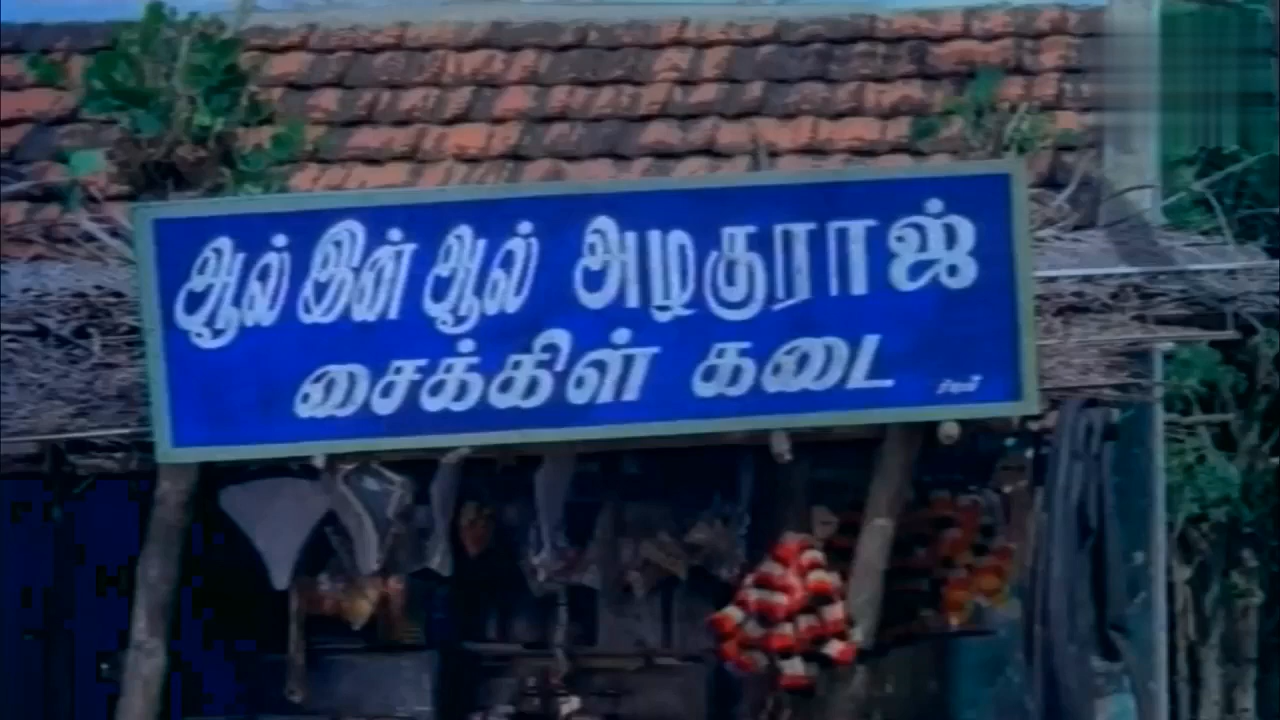 ஆல் இன் ஆல் அழகுராஜ்
சைக்கிள் கடை